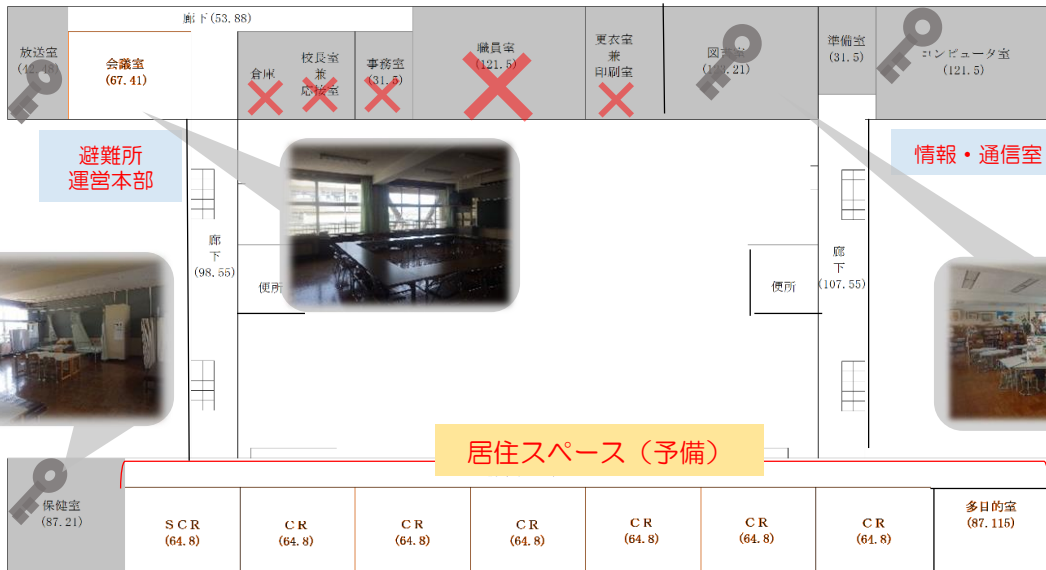 廊下(53.88)
放送室
会議室
(67.41)
倉庫
校長室
兼
応接室
事務室
(31.5)
職員室
(121.5)
更衣室
兼
印刷室
準備室
(31.5)
コンピュータ室
(121.5)
避難所
運営本部
情報・通信室
廊
下
(98.55)
便所
便所
廊
下
(107.55)
居住スペース（予備）
保健室
(87.21)
SCR
(64.8)
CR
(64.8)
CR
(64.8)
CR
(64.8)
CR
(64.8)
CR
(64.8)
CR
(64.8)
多目的室
(87.115)